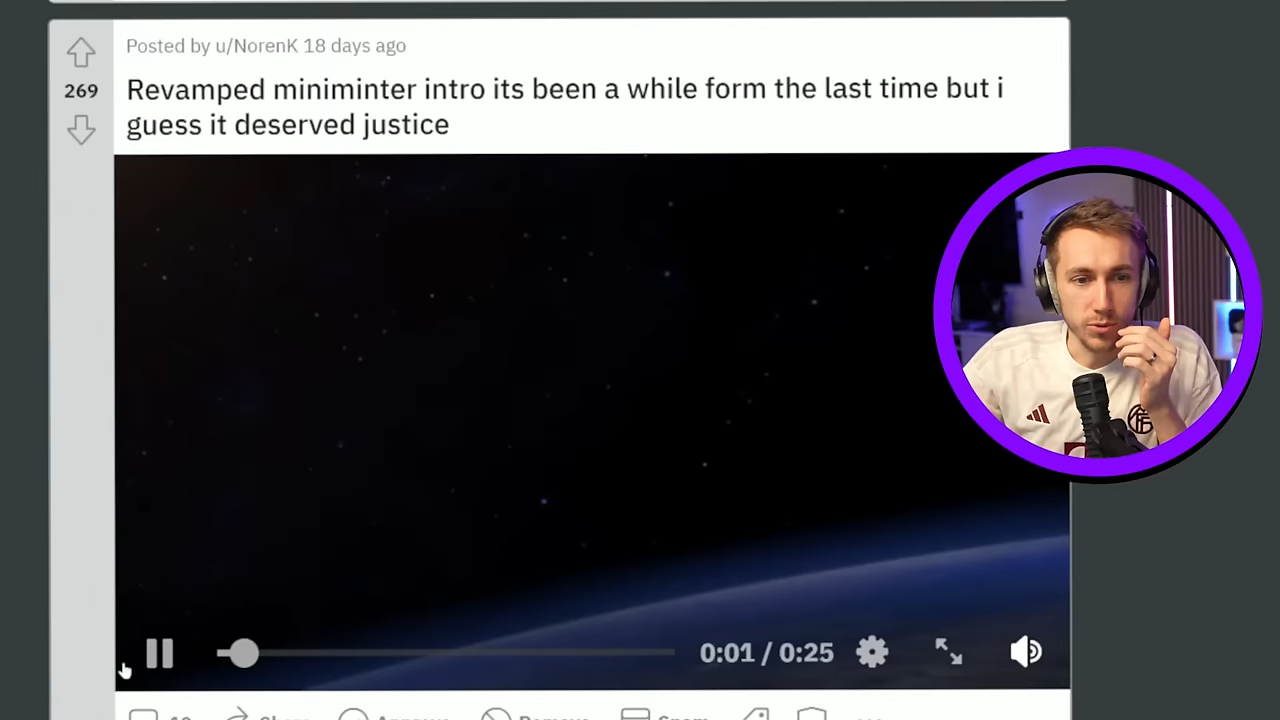 Posted by u/NorenK 18 days ago
269
Revamped miniminter intro its been a while form the last time but i
guess it deserved justice
0:01 / 0:25